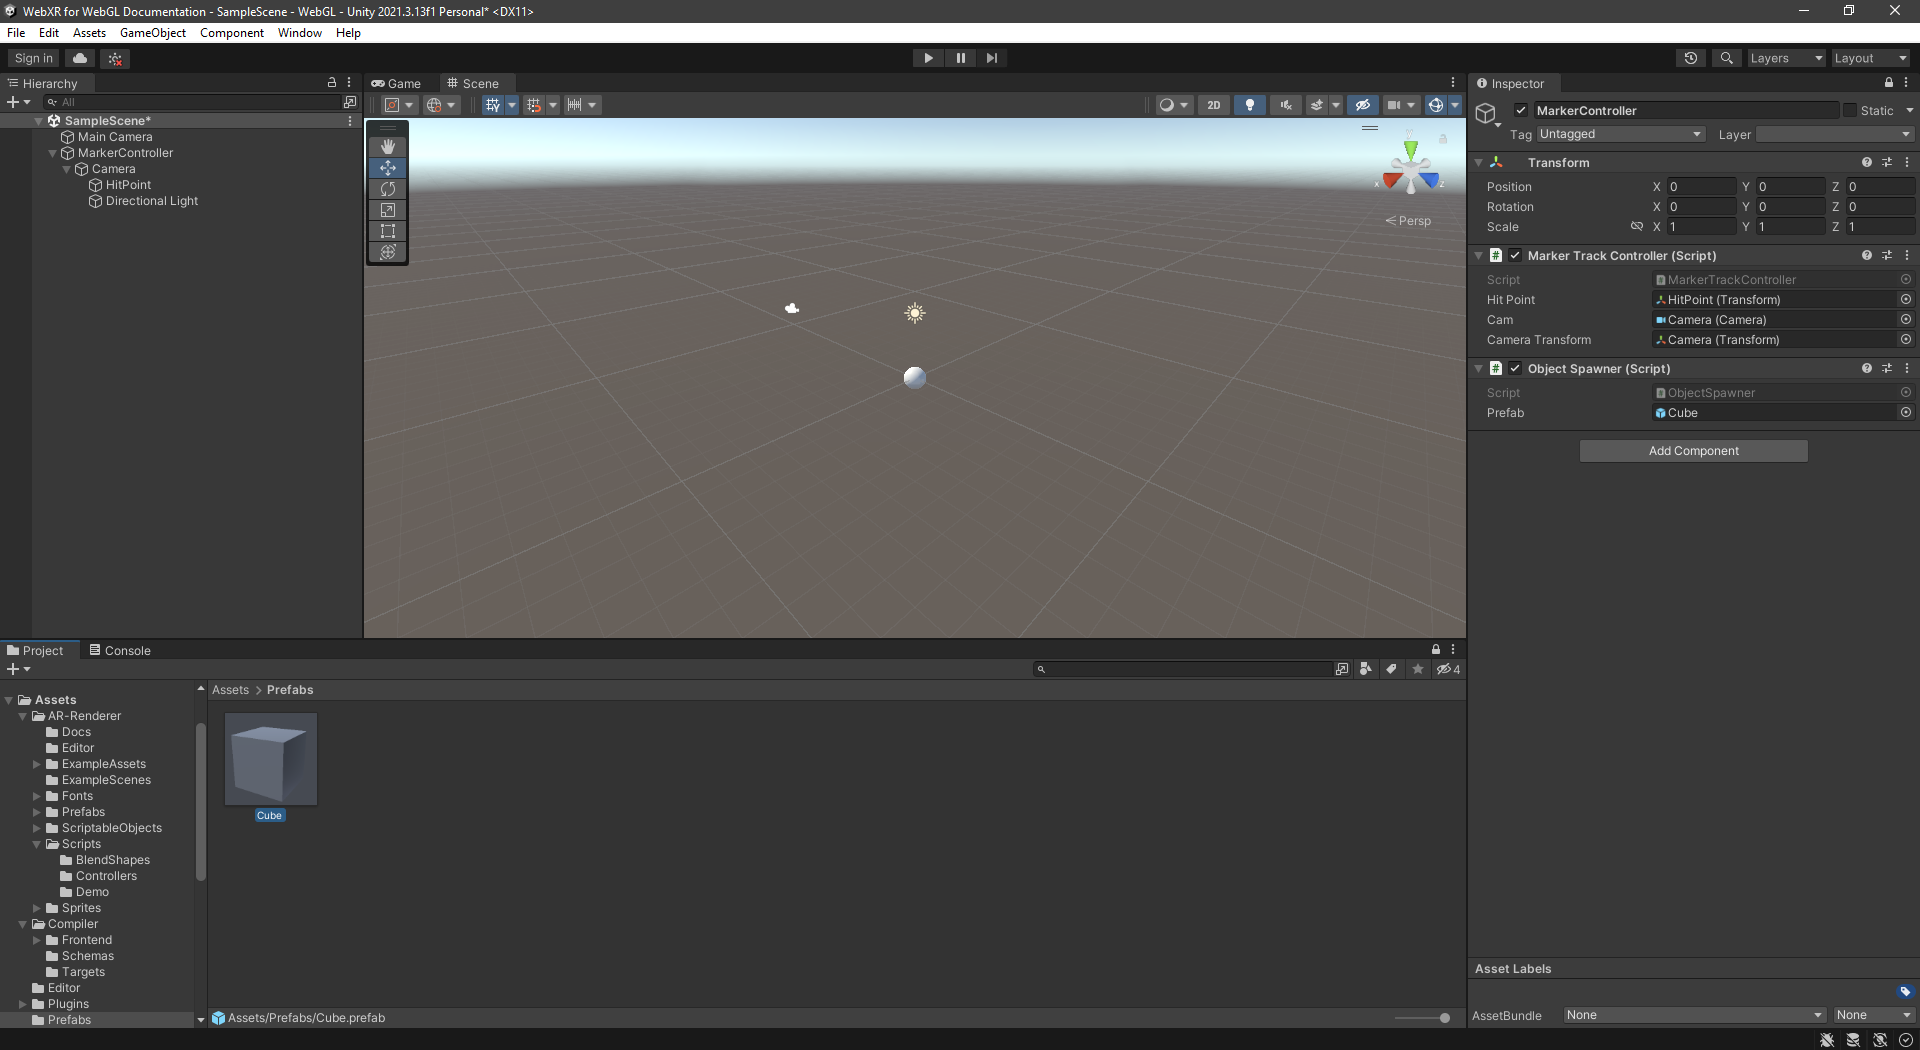 WebXR for WebGL Documentation - SampleScene - WebGL - Unity 2021.3.13f1 Personal* <DX11>
File Edit Assets GameObject Component Window Help
Sign in
Layers
Layout
Hierarchy
All
SampleScene*
Main Camera
MarkerController
Camera
HitPoint
Directional Light
Game
Scene
2D
y
x
z
Persp
Inspector
MarkerController
Static
Tag Untagged
Layer
Transform
Position X 0 Y 0 Z 0
Rotation X 0 Y 0 Z 0
Scale X 1 Y 1 Z 1
# Marker Track Controller (Script)
Script MarkerTrackController
Hit Point HitPoint (Transform)
Cam Camera (Camera)
Camera Transform Camera (Transform)
# Object Spawner (Script)
Script ObjectSpawner
Prefab Cube
Add Component
Project
Console
4
Assets
AR-Renderer
Docs
Editor
ExampleAssets
ExampleScenes
Fonts
Prefabs
ScriptableObjects
Scripts
BlendShapes
Controllers
Demo
Sprites
Compiler
Frontend
Schemas
Targets
Editor
Plugins
Prefabs
Assets > Prefabs
Cube
Assets/Prefabs/Cube.prefab
Asset Labels
AssetBundle None None